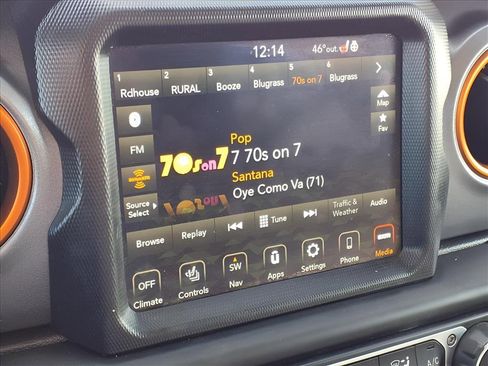 12:14
46°out.
1 2 3 4 5 6
Rdhouse RURAL Booze Blugrass 70s on 7 Blugrass
Map
Fav
FM
Source
Select
70s on 7
Pop
7 70s on 7
Santana
Oye Como Va (71)
Browse Replay Tune Traffic &
Weather Audio
OFF
Climate
Controls
SW
Nav
Apps
Settings
Phone
Media
A/C